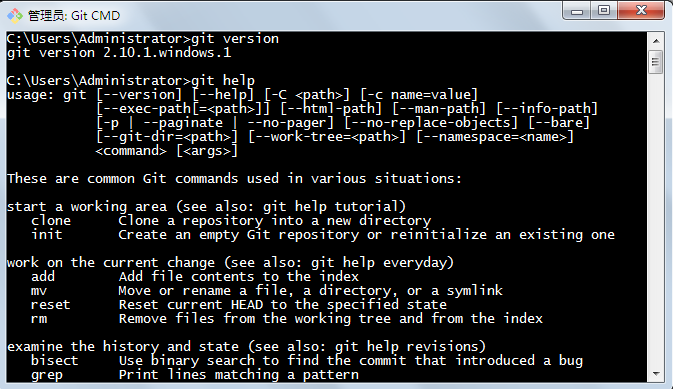 管理员: Git CMD
C:\Users\Administrator>git version
git version 2.10.1.windows.1
C:\Users\Administrator>git help
usage: git [--version] [--help] [-C <path>] [-c name=value]
           [--exec-path[=<path>]] [--html-path] [--man-path] [--info-path]
           [-p | --paginate | --no-pager] [--no-replace-objects] [--bare]
           [--git-dir=<path>] [--work-tree=<path>] [--namespace=<name>]
           <command> [<args>]
These are common Git commands used in various situations:
start a working area (see also: git help tutorial)
   clone      Clone a repository into a new directory
   init       Create an empty Git repository or reinitialize an existing one
work on the current change (see also: git help everyday)
   add        Add file contents to the index
   mv         Move or rename a file, a directory, or a symlink
   reset      Reset current HEAD to the specified state
   rm         Remove files from the working tree and from the index
examine the history and state (see also: git help revisions)
   bisect     Use binary search to find the commit that introduced a bug
   grep       Print lines matching a pattern